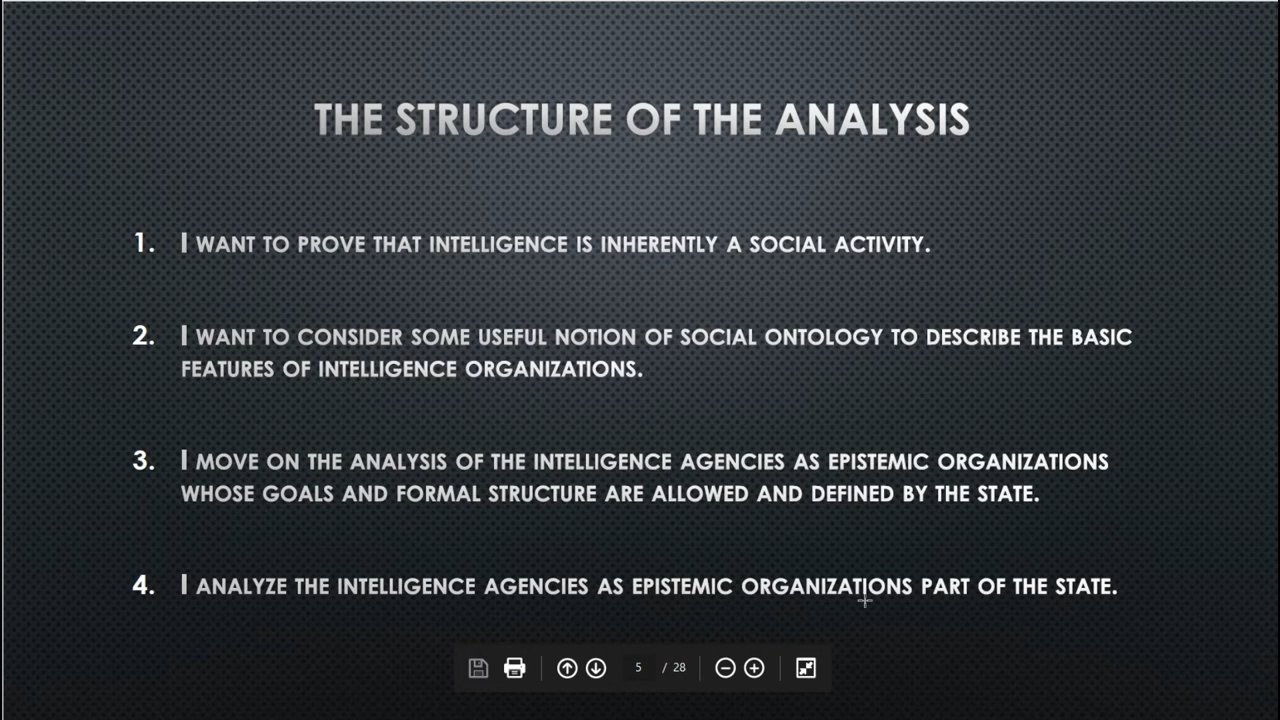 THE STRUCTURE OF THE ANALYSIS
1. I WANT TO PROVE THAT INTELLIGENCE IS INHERENTLY A SOCIAL ACTIVITY.
2. I WANT TO CONSIDER SOME USEFUL NOTION OF SOCIAL ONTOLOGY TO DESCRIBE THE BASIC
FEATURES OF INTELLIGENCE ORGANIZATIONS.
3. I MOVE ON THE ANALYSIS OF THE INTELLIGENCE AGENCIES AS EPISTEMIC ORGANIZATIONS
WHOSE GOALS AND FORMAL STRUCTURE ARE ALLOWED AND DEFINED BY THE STATE.
4. I ANALYZE THE INTELLIGENCE AGENCIES AS EPISTEMIC ORGANIZATIONS PART OF THE STATE.
5 / 28